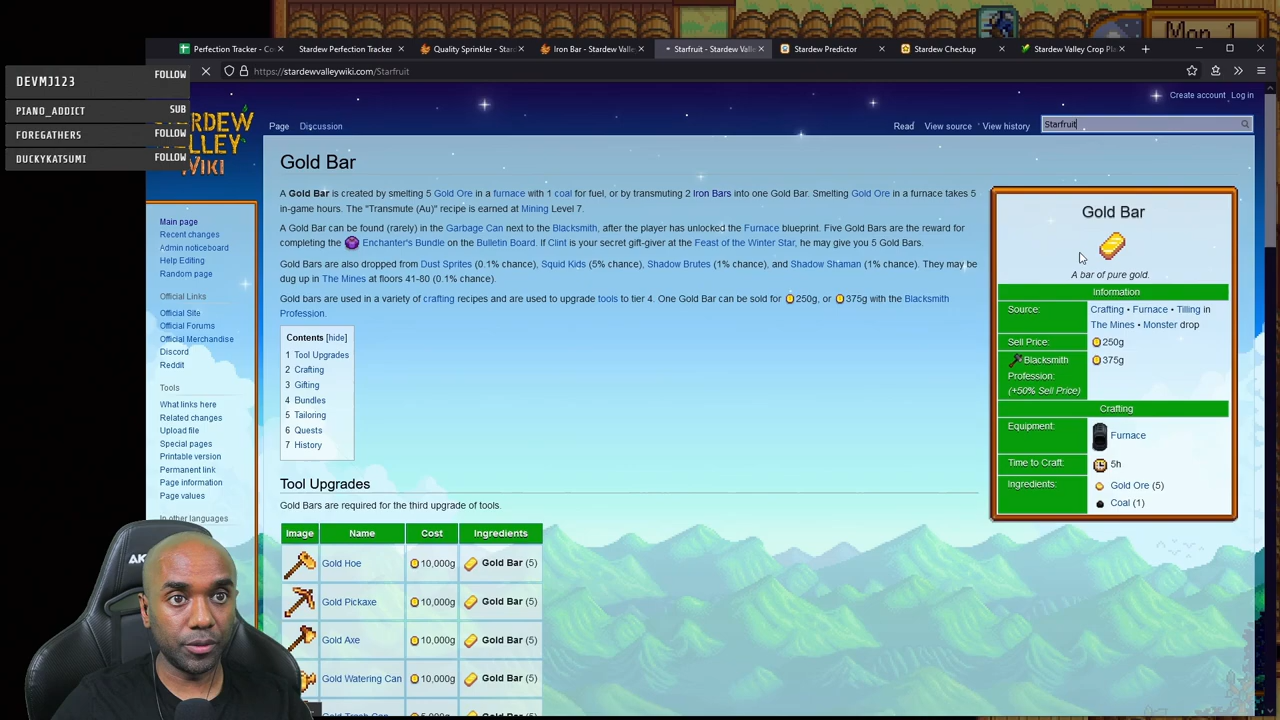 Mon. 1
Perfection Tracker - Co
Stardew Perfection Tracker
Quality Sprinkler - Stardew
Iron Bar - Stardew Valle
Starfruit - Stardew Valle
Stardew Predictor
Stardew Checkup
Stardew Valley Crop Pla
https://stardewvalleywiki.com/Starfruit
DEVMJ123 FOLLOW
PIANO_ADDICT SUB
FOREGATHERS FOLLOW
DUCKYKATSUMI FOLLOW
Create account Log in
STARDEW
VALLEY
WIKI
Page Discussion Read View source View history Starfruit
Main page
Recent changes
Admin noticeboard
Help Editing
Random page
Official Links
Official Site
Official Forums
Official Merchandise
Discord
Reddit
Tools
What links here
Related changes
Upload file
Special pages
Printable version
Permanent link
Page information
Page values
In other languages
AK
Gold Bar
A Gold Bar is created by smelting 5 Gold Ore in a furnace with 1 coal for fuel, or by transmuting 2 Iron Bars into one Gold Bar. Smelting Gold Ore in a furnace takes 5
in-game hours. The "Transmute (Au)" recipe is earned at Mining Level 7.
A Gold Bar can be found (rarely) in the Garbage Can next to the Blacksmith, after the player has unlocked the Furnace blueprint. Five Gold Bars are the reward for
completing the Enchanter's Bundle on the Bulletin Board. If Clint is your secret gift-giver at the Feast of the Winter Star, he may give you 5 Gold Bars.
Gold Bars are also dropped from Dust Sprites (0.1% chance), Squid Kids (5% chance), Shadow Brutes (1% chance), and Shadow Shaman (1% chance). They may be
dug up in The Mines at floors 41-80 (0.1% chance).
Gold bars are used in a variety of crafting recipes and are used to upgrade tools to tier 4. One Gold Bar can be sold for 250g, or 375g with the Blacksmith
Profession.
Contents [hide]
1 Tool Upgrades
2 Crafting
3 Gifting
4 Bundles
5 Tailoring
6 Quests
7 History
Tool Upgrades
Gold Bars are required for the third upgrade of tools.
Image Name Cost Ingredients
Gold Hoe 10,000g Gold Bar (5)
Gold Pickaxe 10,000g Gold Bar (5)
Gold Axe 10,000g Gold Bar (5)
Gold Watering Can 10,000g Gold Bar (5)
Gold Trash Can 5,000g Gold Bar (5)
Gold Bar
A bar of pure gold.
Information
Source: Crafting • Furnace • Tilling in
The Mines • Monster drop
Sell Price: 250g
Blacksmith 375g
Profession:
(+50% Sell Price)
Crafting
Equipment: Furnace
Time to Craft: 5h
Ingredients: Gold Ore (5)
Coal (1)